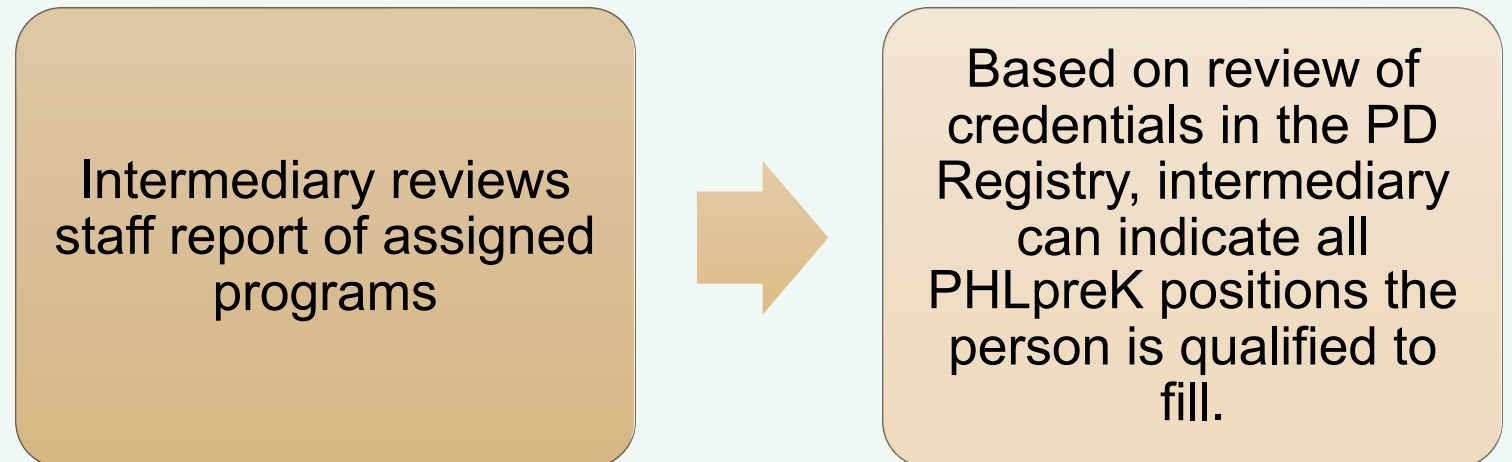 Intermediary reviews
staff report of assigned
programs
Based on review of
credentials in the PD
Registry, intermediary
can indicate all
PHLpreK positions the
person is qualified to
fill.